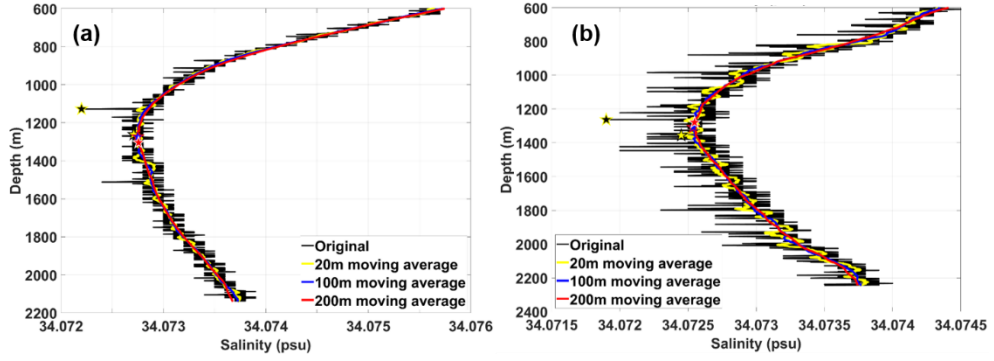 (a)
600
800
1000
1200
1400
1600
1800
2000
2200
Depth (m)
Original
20m moving average
100m moving average
200m moving average
34.072 34.073 34.074 34.075 34.076
Salinity (psu)
(b)
600
800
1000
1200
1400
1600
1800
2000
2200
2400
Depth (m)
Original
20m moving average
100m moving average
200m moving average
34.0715 34.072 34.0725 34.073 34.0735 34.074 34.0745
Salinity (psu)